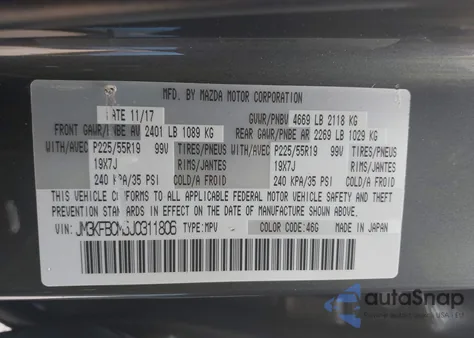 MFD. BY MAZDA MOTOR CORPORATION
DATE 11/17 GVWR/PNBV 4669 LB 2118 KG
FRONT GAWR/PNBE AV 2401 LB 1089 KG REAR GAWR/PNBE AR 2269 LB 1029 KG
WITH/AVEC P225/55R19 99V TIRES/PNEUS WITH/AVEC P225/55R19 99V TIRES/PNEUS
19X7J RIMS/JANTES 19X7J RIMS/JANTES
240 KPA/35 PSI COLD/A FROID 240 KPA/35 PSI COLD/A FROID
THIS VEHICLE CONFORMS TO ALL APPLICABLE FEDERAL MOTOR VEHICLE SAFETY AND THEFT
PREVENTION STANDARDS IN EFFECT ON THE DATE OF MANUFACTURE SHOWN ABOVE.
VIN: JM3KFBCM5J0311806 TYPE:MPV COLOR CODE:46G MADE IN JAPAN
autoSnap